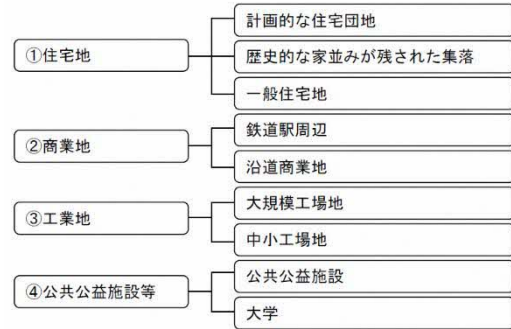 ①住宅地
計画的な住宅団地
歴史的な家並みが残された集落
一般住宅地
②商業地
鉄道駅周辺
沿道商業地
③工業地
大規模工場地
中小工場地
④公共公益施設等
公共公益施設
大学